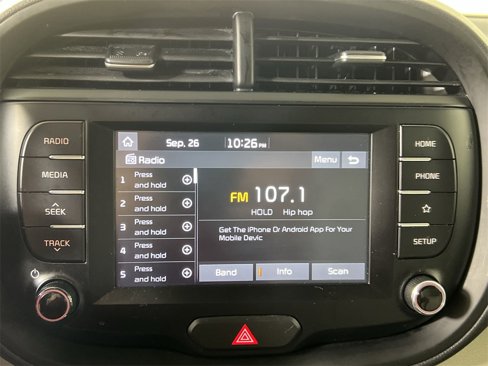 RADIO
MEDIA
SEEK
TRACK
Sep. 26 10:26 PM
Radio Menu
1 Press and hold
2 Press and hold
3 Press and hold
4 Press and hold
5 Press and hold
FM 107.1
HOLD Hip hop
Get The iPhone Or Android App For Your
Mobile Devic
Band Info Scan
HOME
PHONE
SETUP